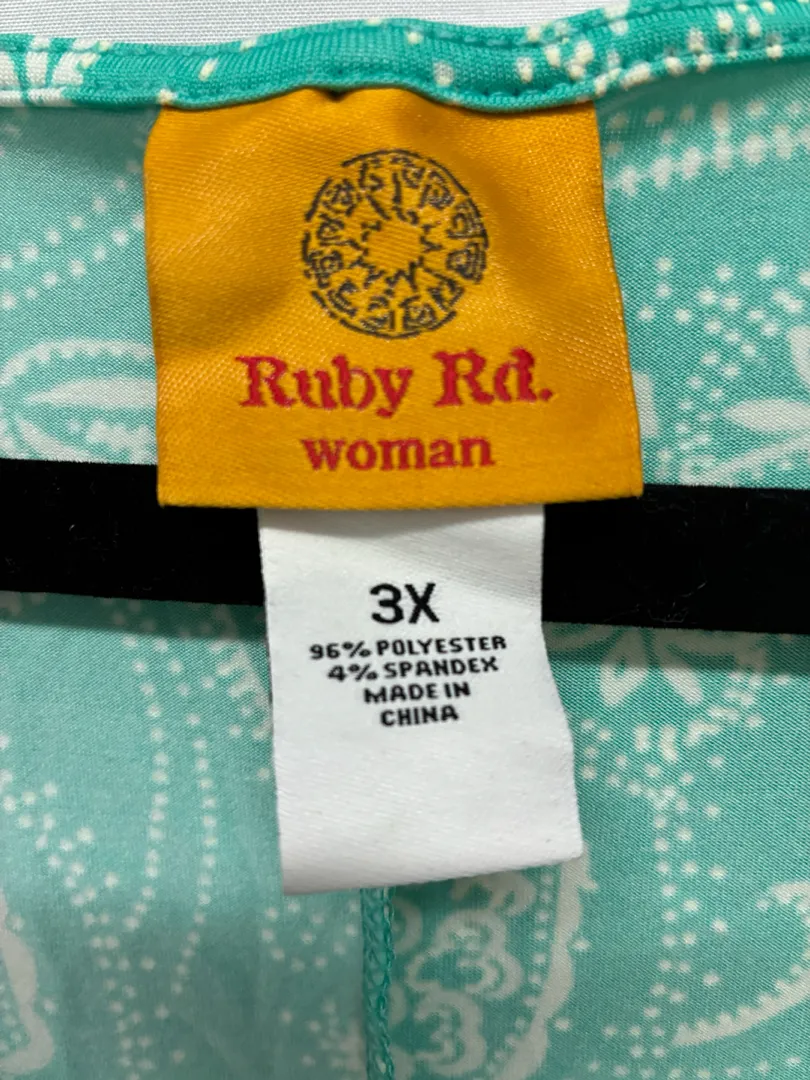 Ruby Rd.
woman
3X
96% POLYESTER
4% SPANDEX
MADE IN
CHINA